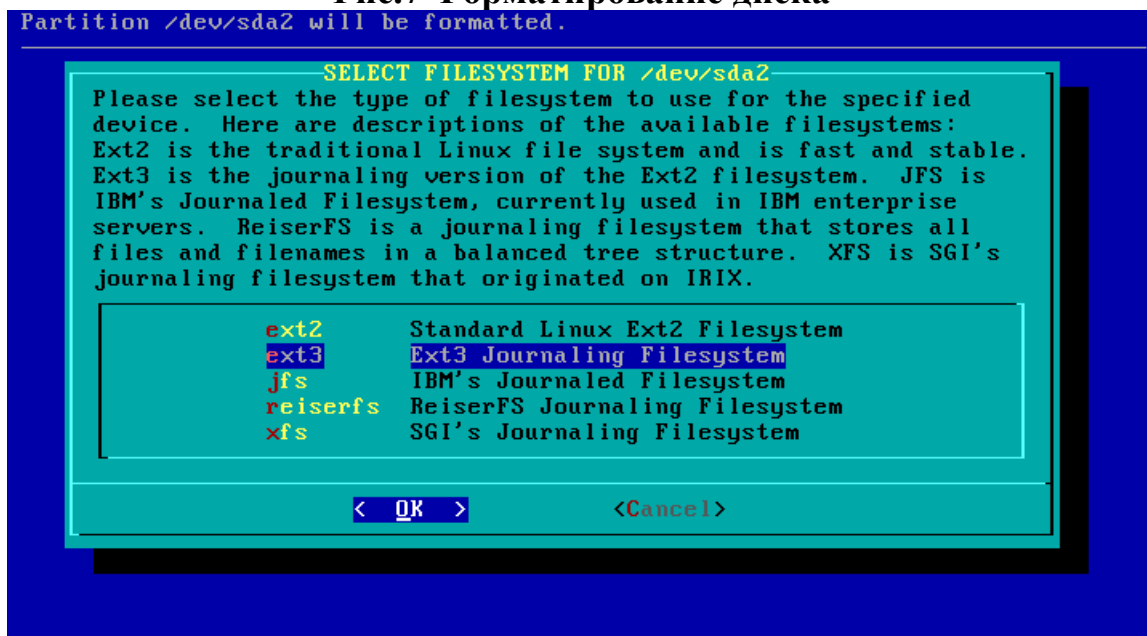 Рис.7 Форматирование диска
Partition /dev/sda2 will be formatted.
SELECT FILESYSTEM FOR /dev/sda2
Please select the type of filesystem to use for the specified
device.  Here are descriptions of the available filesystems:
Ext2 is the traditional Linux file system and is fast and stable.
Ext3 is the journaling version of the Ext2 filesystem.  JFS is
IBM's Journaled Filesystem, currently used in IBM enterprise
servers.  ReiserFS is a journaling filesystem that stores all
files and filenames in a balanced tree structure.  XFS is SGI's
journaling filesystem that originated on IRIX.
ext2 Standard Linux Ext2 Filesystem
ext3 Ext3 Journaling Filesystem
jfs IBM's Journaled Filesystem
reiserfs ReiserFS Journaling Filesystem
xfs SGI's Journaling Filesystem
<  OK  > <Cancel>